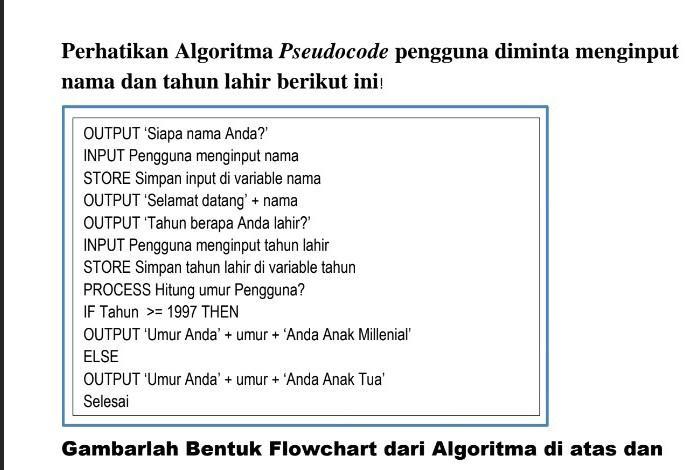 Perhatikan Algoritma Pseudocode pengguna diminta menginput
nama dan tahun lahir berikut ini!
OUTPUT ‘Siapa nama Anda?’
INPUT Pengguna menginput nama
STORE Simpan input di variable nama
OUTPUT ‘Selamat datang’ + nama
OUTPUT ‘Tahun berapa Anda lahir?’
INPUT Pengguna menginput tahun lahir
STORE Simpan tahun lahir di variable tahun
PROCESS Hitung umur Pengguna?
IF Tahun >= 1997 THEN
OUTPUT ‘Umur Anda’ + umur + ‘Anda Anak Millenial’
ELSE
OUTPUT ‘Umur Anda’ + umur + ‘Anda Anak Tua’
Selesai
Gambarlah Bentuk Flowchart dari Algoritma di atas dan